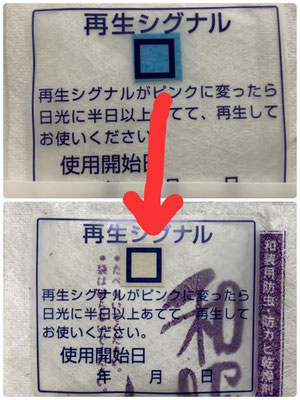 再生シグナル
再生シグナルがピンクに変ったら
日光に半日以上あてて、再生して
お使いください。
使用開始日
月 日
再生シグナル
再生シグナルがピンクに変ったら
日光に半日以上あてて、再生して
お使いください。
使用開始日
年 月 日
和装用防虫・防カビ乾燥剤
和